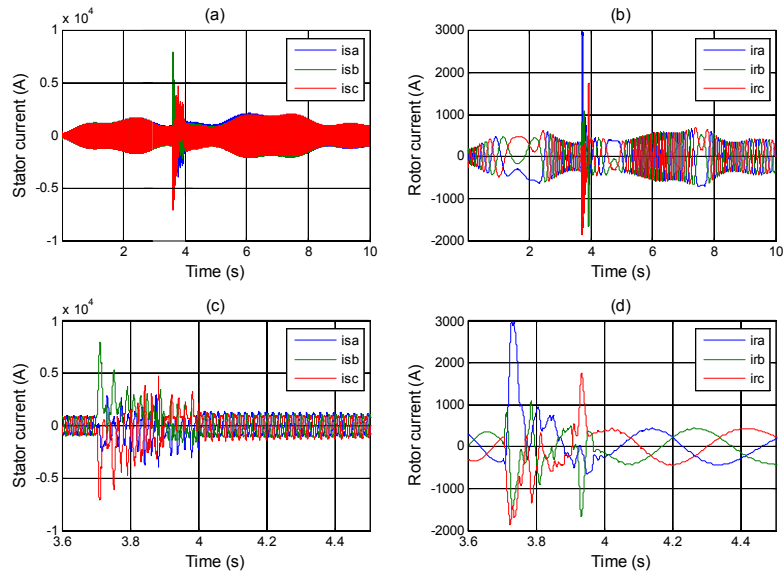 (a)
x 10⁴
1
0.5
0
-0.5
-1
Stator current (A)
isa
isb
isc
2 4 6 8 10
Time (s)
(b)
3000
2000
1000
0
-1000
-2000
Rotor current (A)
ira
irb
irc
0 2 4 6 8 10
Time (s)
(c)
x 10⁴
1
0.5
0
-0.5
-1
Stator current (A)
isa
isb
isc
3.6 3.8 4 4.2 4.4
Time (s)
(d)
3000
2000
1000
0
-1000
-2000
Rotor current (A)
ira
irb
irc
3.6 3.8 4 4.2 4.4
Time (s)